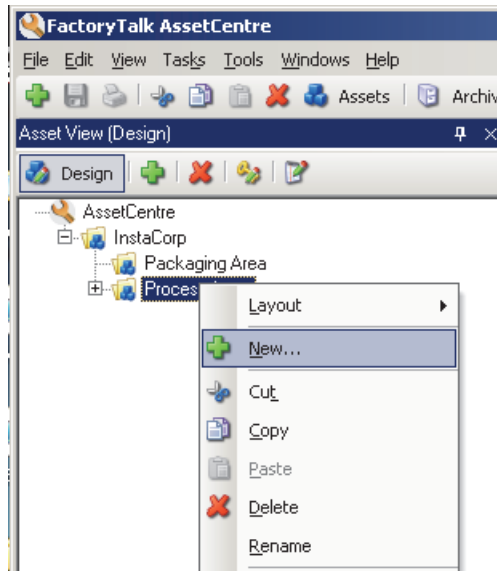 FactoryTalk AssetCentre
File Edit View Tasks Tools Windows Help
Assets Archiv
Asset View (Design)
Design
AssetCentre
InstaCorp
Packaging Area
Proces
Layout
New...
Cut
Copy
Paste
Delete
Rename